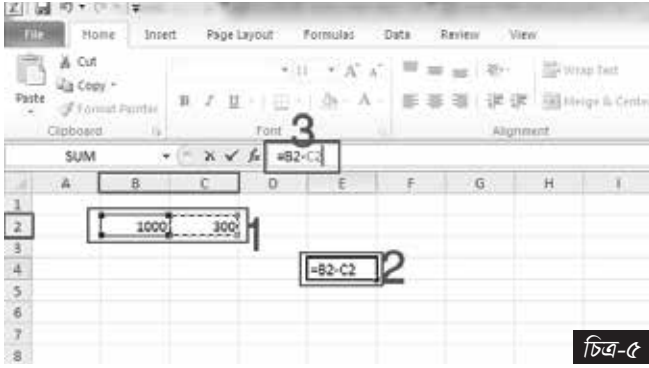 File Home Insert Page Layout Formulas Data Review View
Cut
Copy
Format Painter
Paste
11 A A
Wrap Text
B I U A
Merge & Center
Clipboard Font Alignment
3
SUM fx =B2-C2
A B C D E F G H I
1
2 1000 300 1
3
4 =B2-C2 2
5
6
7
8
চিত্র-৫